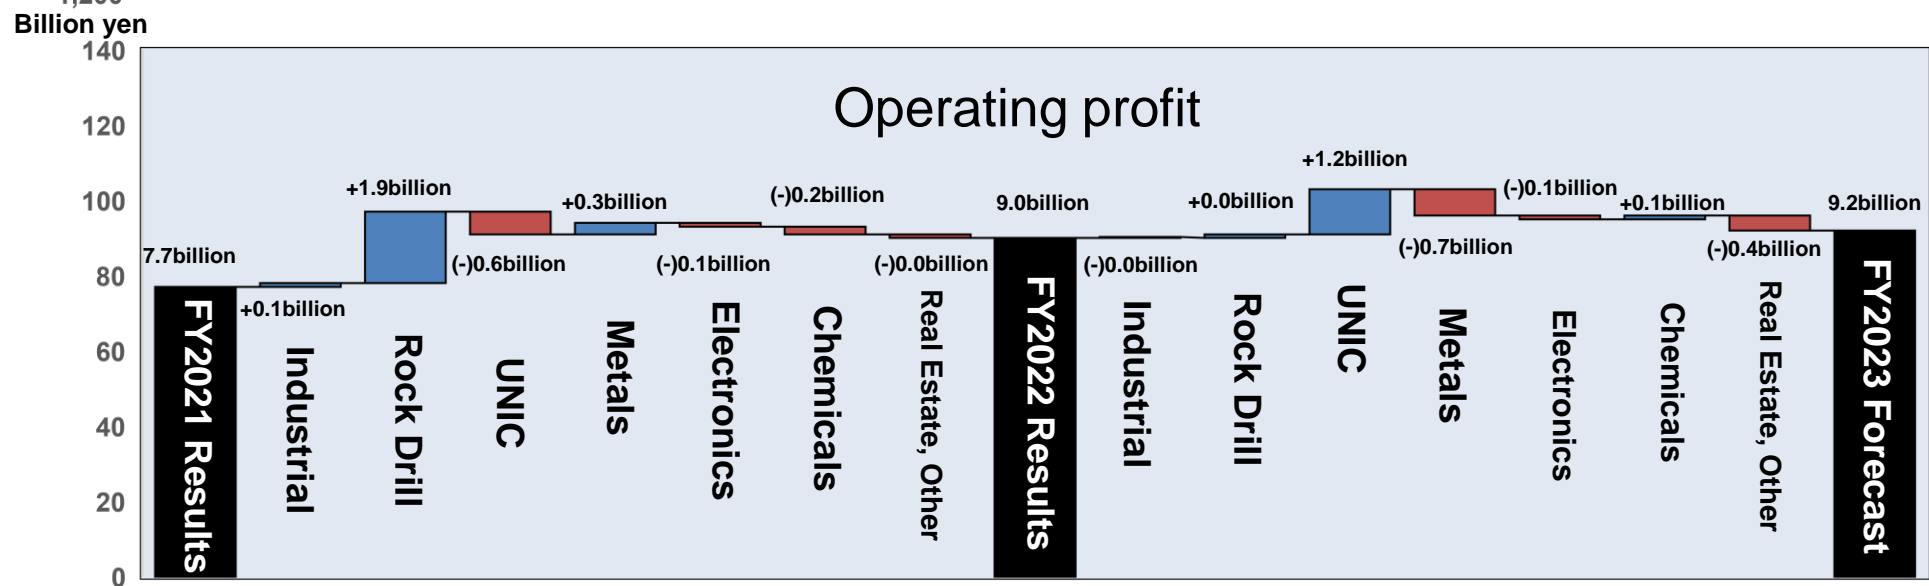 Billion yen
140
120
100
80
60
40
20
0
Operating profit
7.7billion
+0.1billion
+1.9billion
(-)0.6billion
+0.3billion
(-)0.1billion
(-)0.2billion
(-)0.0billion
9.0billion
(-)0.0billion
+0.0billion
+1.2billion
(-)0.7billion
(-)0.1billion
+0.1billion
(-)0.4billion
9.2billion
FY2021 Results
Industrial
Rock Drill
UNIC
Metals
Electronics
Chemicals
Real Estate, Other
FY2022 Results
Industrial
Rock Drill
UNIC
Metals
Electronics
Chemicals
Real Estate, Other
FY2023 Forecast